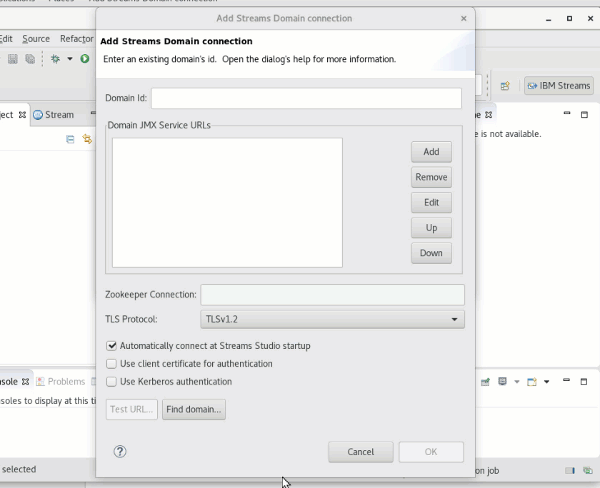 Add Streams Domain connection
Edit Source Refactor
Add Streams Domain connection
Enter an existing domain's id. Open the dialog's help for more information.
IBM Streams
Domain Id:
Stream
Domain JMX Service URLs
e is not available.
Add
Remove
Edit
Up
Down
Zookeeper Connection:
TLS Protocol: TLSv1.2
Automatically connect at Streams Studio startup
Use client certificate for authentication
Problems
Use Kerberos authentication
soles to display at this ti
Test URL... Find domain...
? Cancel OK
selected
on job